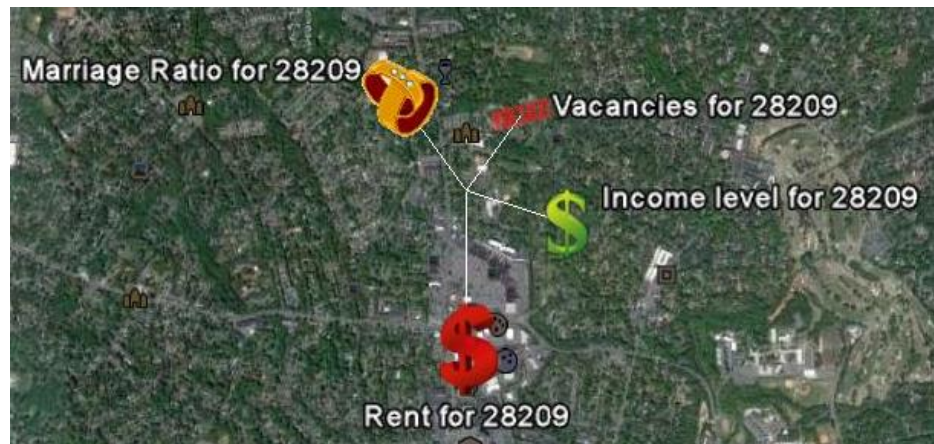 Marriage Ratio for 28209
Vacancies for 28209
Income level for 28209
Rent for 28209